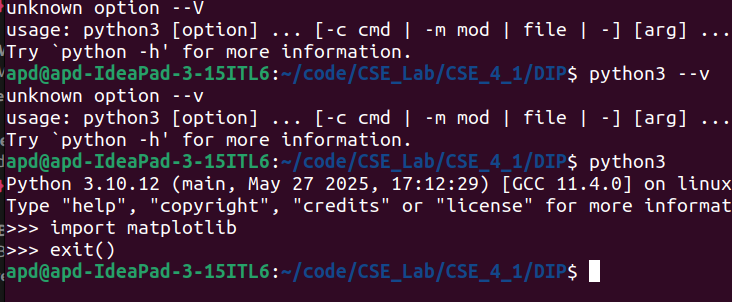 unknown option --V
usage: python3 [option] ... [-c cmd | -m mod | file | -] [arg] ...
Try `python -h' for more information.
apd@apd-IdeaPad-3-15ITL6:~/code/CSE_Lab/CSE_4_1/DIP$ python3 --v
unknown option --v
usage: python3 [option] ... [-c cmd | -m mod | file | -] [arg] ...
Try `python -h' for more information.
apd@apd-IdeaPad-3-15ITL6:~/code/CSE_Lab/CSE_4_1/DIP$ python3
Python 3.10.12 (main, May 27 2025, 17:12:29) [GCC 11.4.0] on linux
Type "help", "copyright", "credits" or "license" for more informat
>>> import matplotlib
>>> exit()
apd@apd-IdeaPad-3-15ITL6:~/code/CSE_Lab/CSE_4_1/DIP$